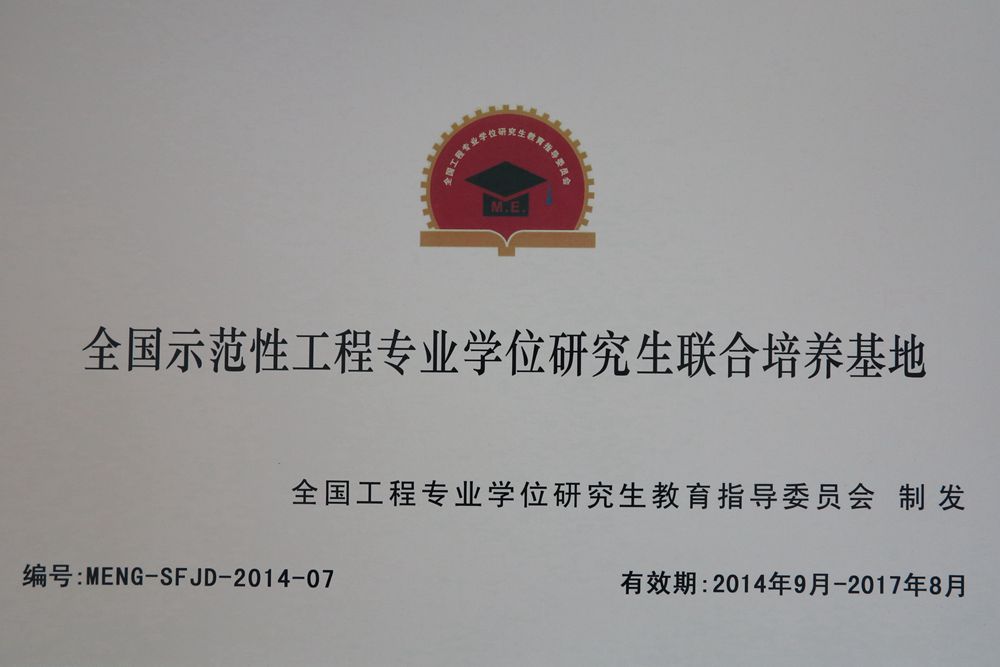 全国工程专业学位研究生教育指导委员会
M.E.
全国示范性工程专业学位研究生联合培养基地
全国工程专业学位研究生教育指导委员会 制发
编号:MENG-SFJD-2014-07
有效期:2014年9月-2017年8月